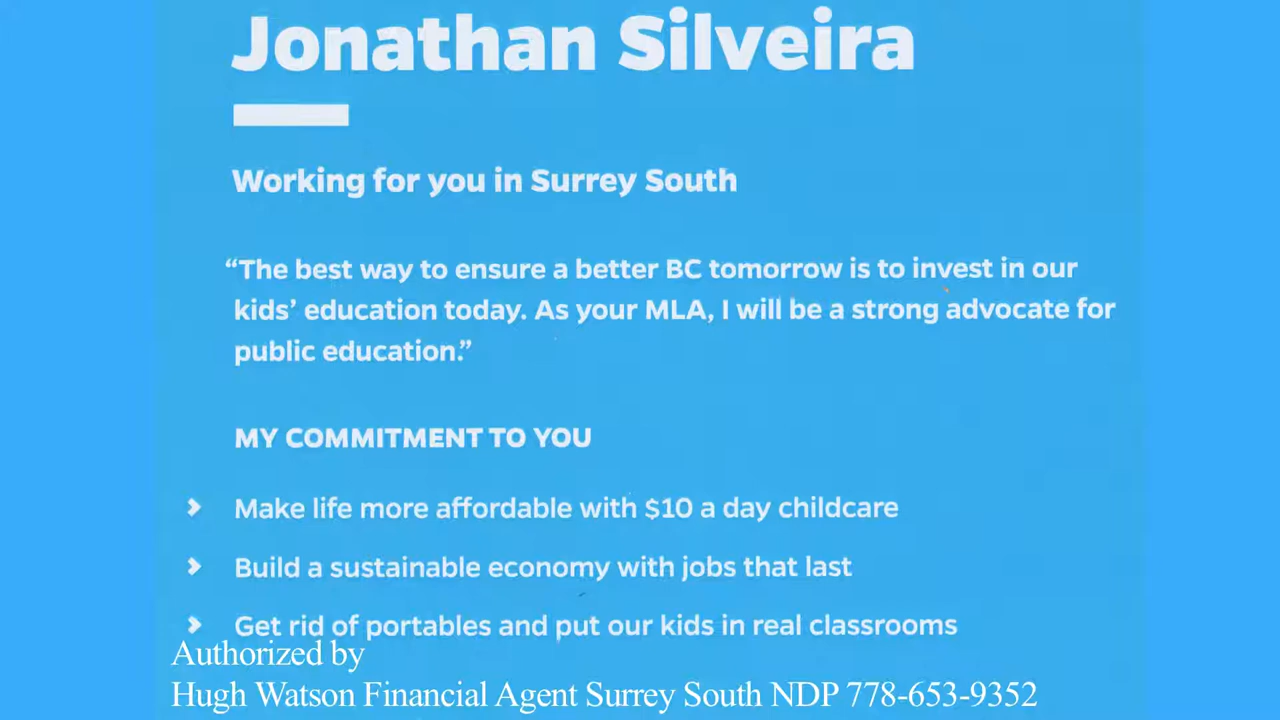 Jonathan Silveira
Working for you in Surrey South
“The best way to ensure a better BC tomorrow is to invest in our
kids’ education today. As your MLA, I will be a strong advocate for
public education.”
MY COMMITMENT TO YOU
Make life more affordable with $10 a day childcare
Build a sustainable economy with jobs that last
Get rid of portables and put our kids in real classrooms
Authorized by
Hugh Watson Financial Agent Surrey South NDP 778-653-9352